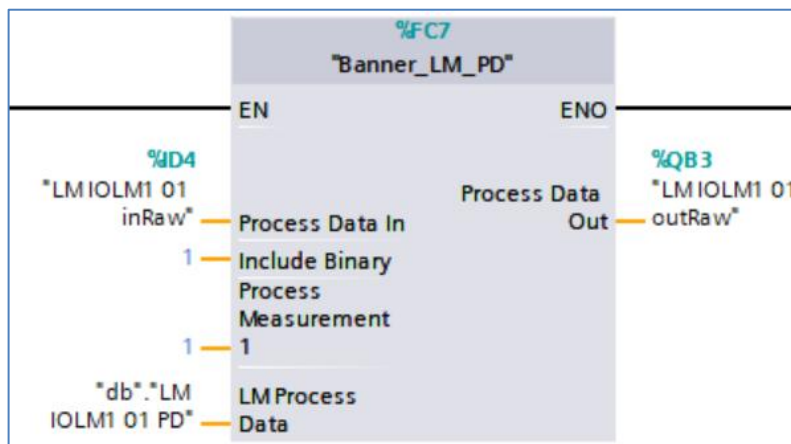 %FC7
"Banner_LM_PD"
EN
ENO
%ID4
"LM IOLM1 01
inRaw"
Process Data In
Process Data
Out
%QB3
"LM IOLM1 01
outRaw"
1
Include Binary
Process
Measurement
1
1
"db"."LM
IOLM1 01 PD"
LM Process
Data